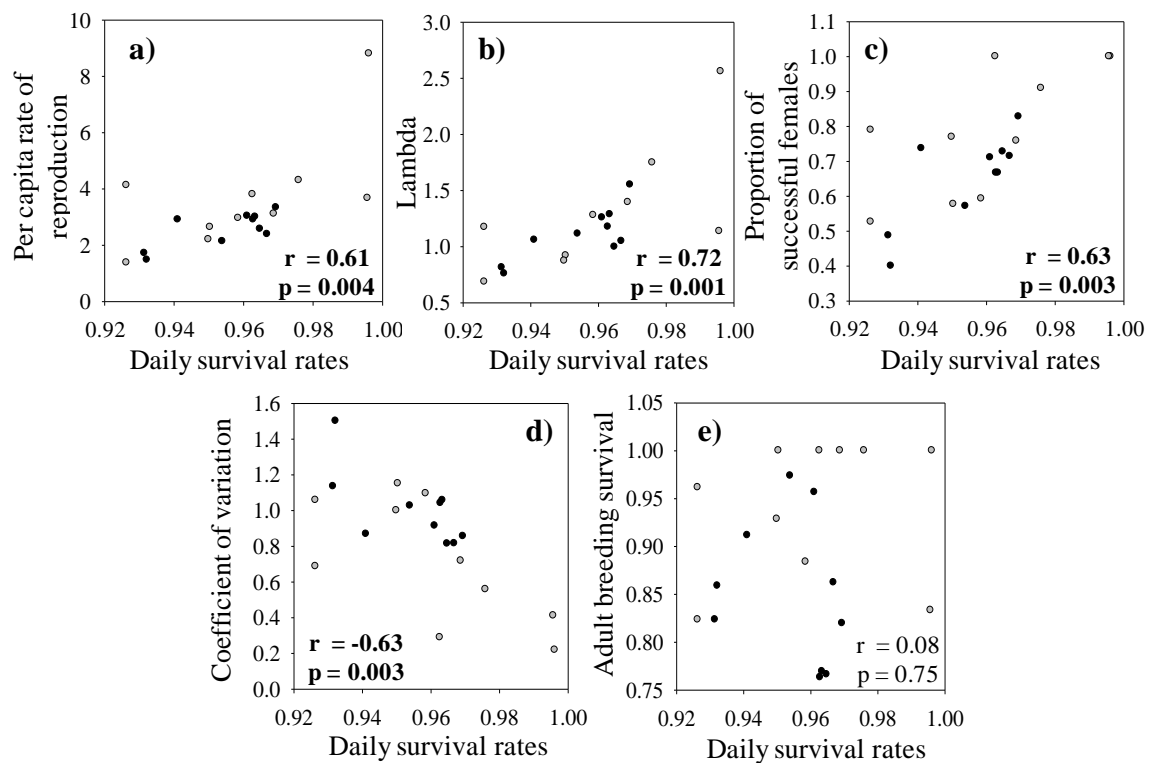 a)
Per capita rate of
reproduction
10
8
6
4
2
0
r = 0.61
p = 0.004
0.92 0.94 0.96 0.98 1.00
Daily survival rates
b)
Lambda
3.0
2.5
2.0
1.5
1.0
0.5
r = 0.72
p = 0.001
0.92 0.94 0.96 0.98 1.00
Daily survival rates
c)
Proportion of
successful females
1.1
1.0
0.9
0.8
0.7
0.6
0.5
0.4
0.3
r = 0.63
p = 0.003
0.92 0.94 0.96 0.98 1.00
Daily survival rates
d)
Coefficient of variation
1.6
1.4
1.2
1.0
0.8
0.6
0.4
0.2
0.0
r = -0.63
p = 0.003
0.92 0.94 0.96 0.98 1.00
Daily survival rates
e)
Adult breeding survival
1.05
1.00
0.95
0.90
0.85
0.80
0.75
r = 0.08
p = 0.75
0.92 0.94 0.96 0.98 1.00
Daily survival rates